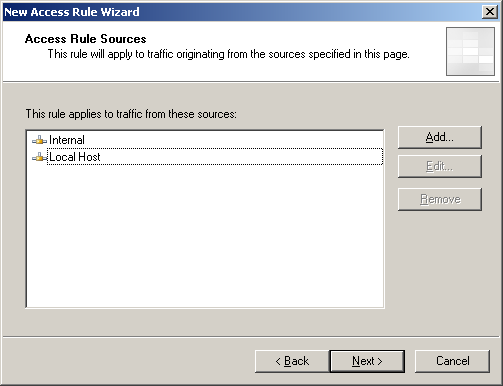 New Access Rule Wizard
Access Rule Sources
This rule will apply to traffic originating from the sources specified in this page.
This rule applies to traffic from these sources:
Internal
Local Host
Add...
Edit...
Remove
< Back
Next >
Cancel